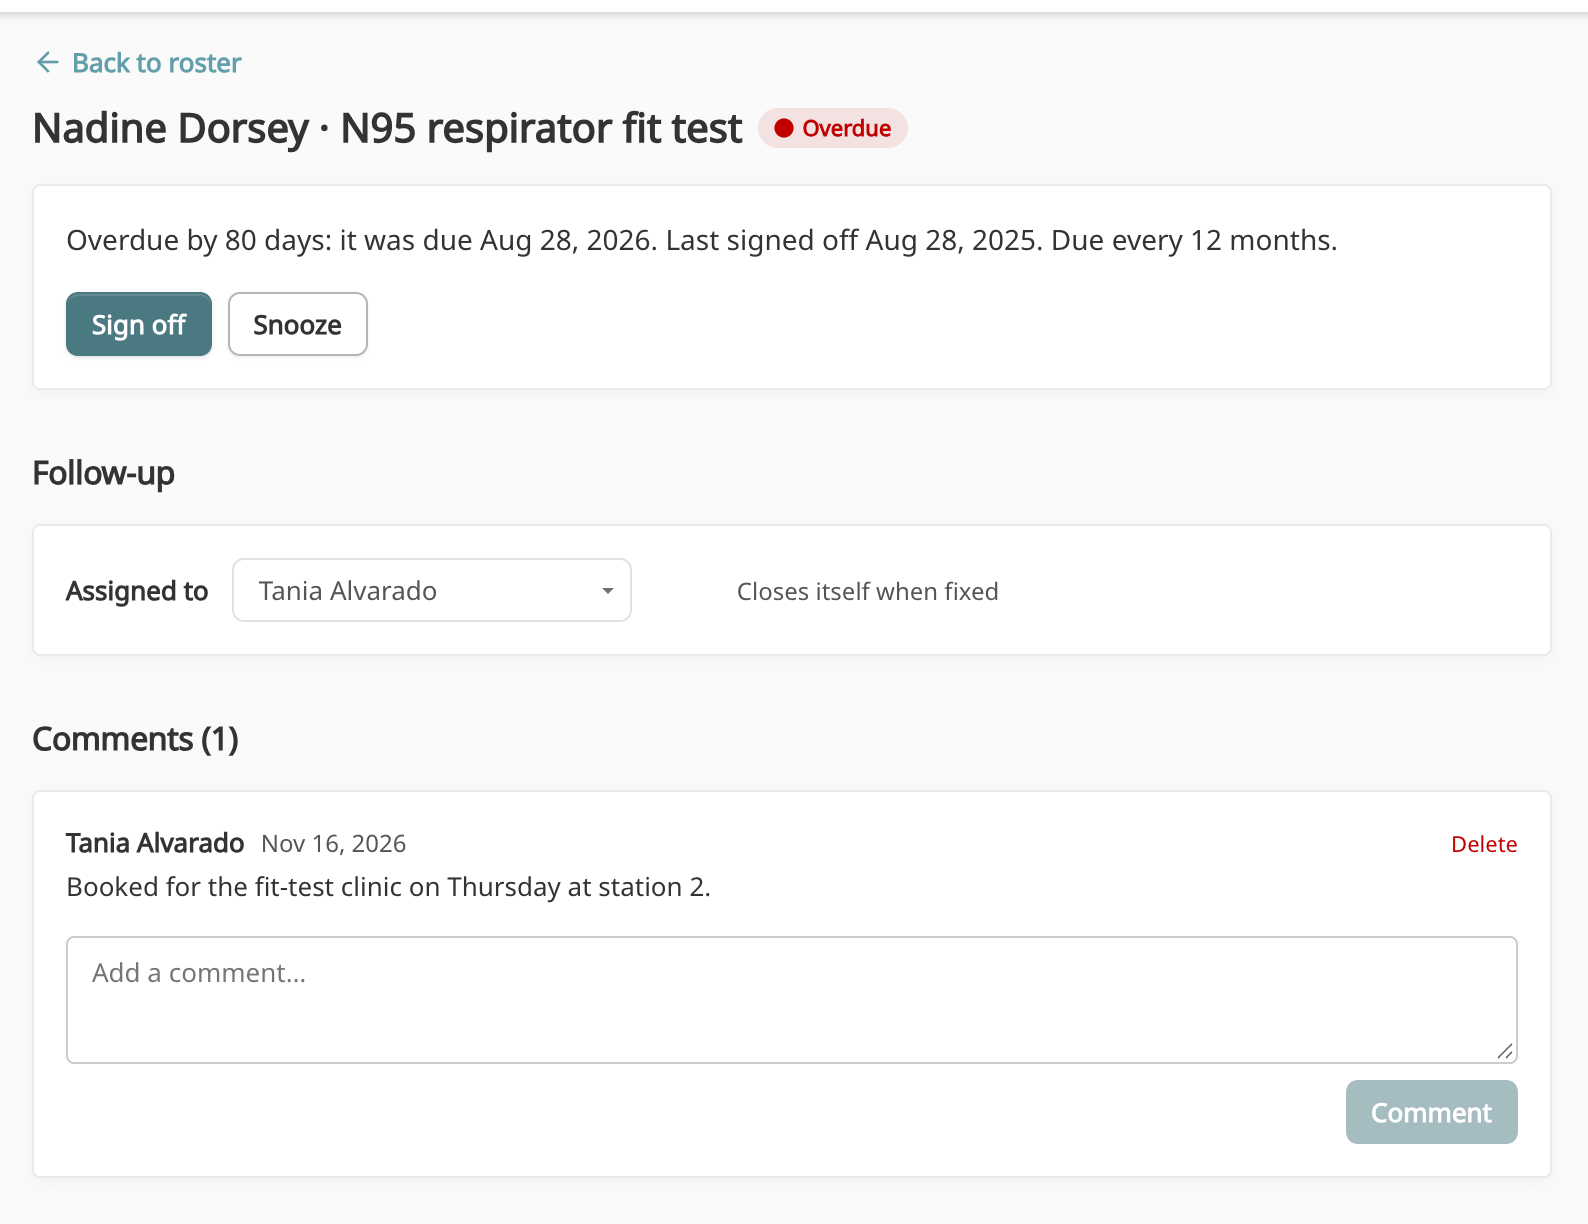 Back to roster
Nadine Dorsey · N95 respirator fit test
Overdue
Overdue by 80 days: it was due Aug 28, 2026. Last signed off Aug 28, 2025. Due every 12 months.
Sign off
Snooze
Follow-up
Assigned to
Tania Alvarado
Closes itself when fixed
Comments (1)
Tania Alvarado Nov 16, 2026
Delete
Booked for the fit-test clinic on Thursday at station 2.
Add a comment...
Comment